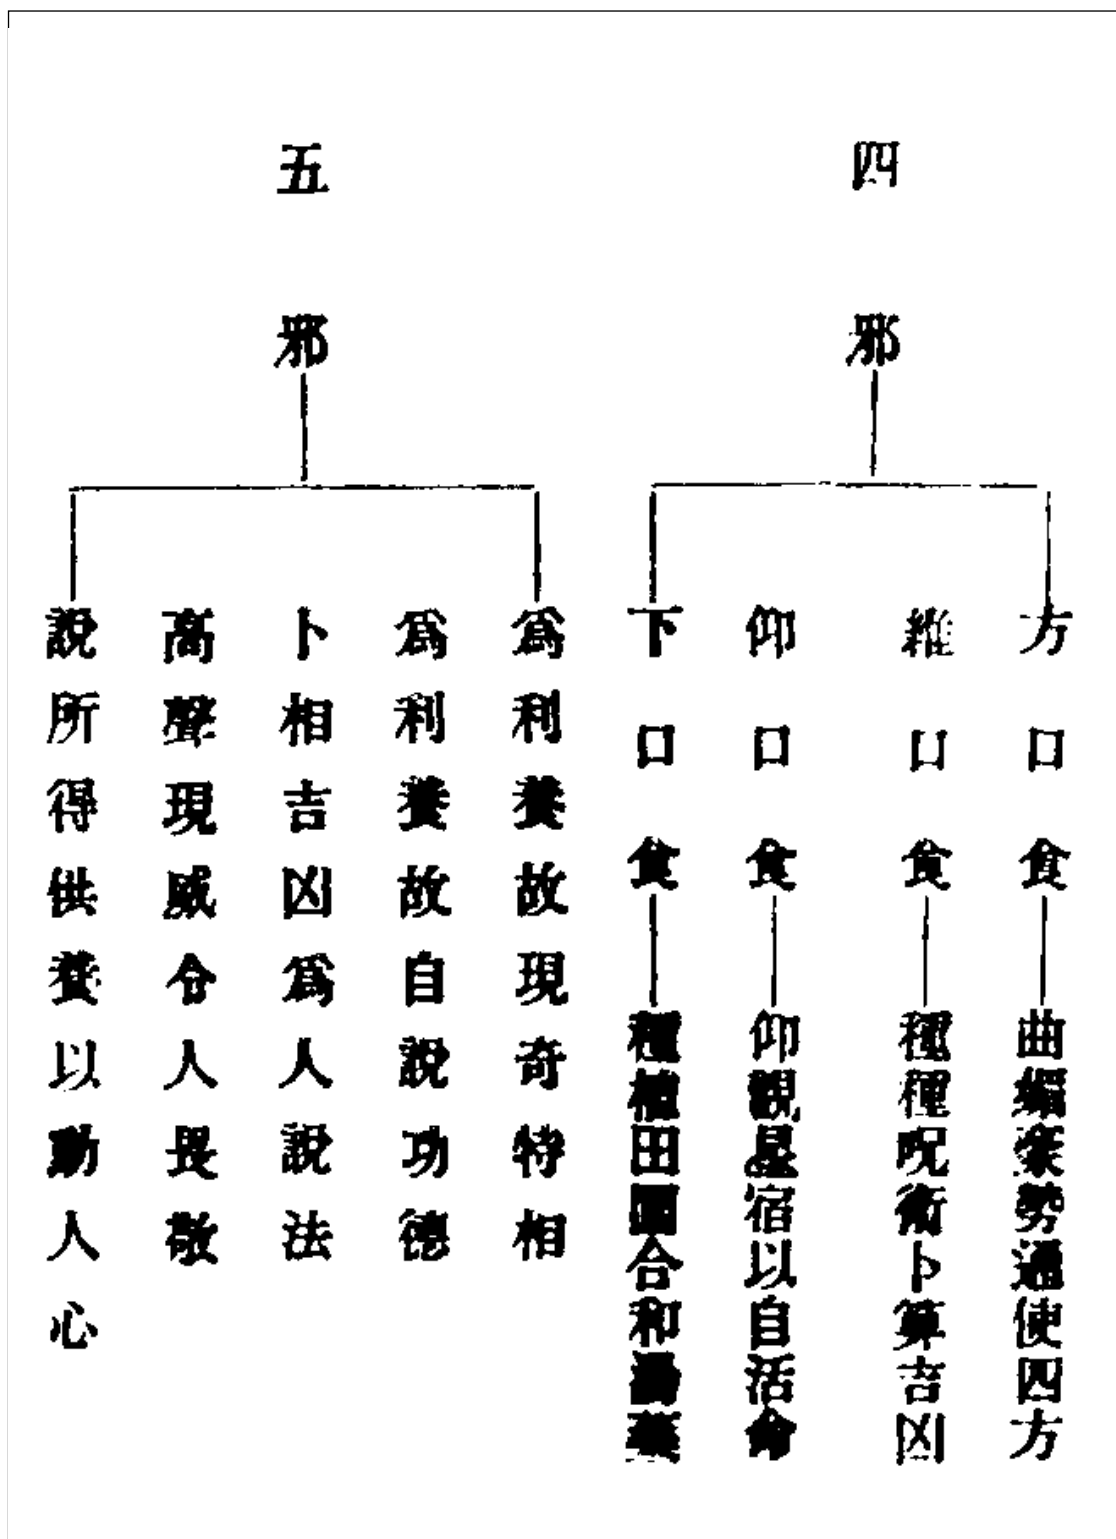 四邪
方口食
曲媚豪勢通使四方
維口食
種種呪術卜算吉凶
仰口食
仰觀星宿以自活命
下口食
種植田園合和湯藥
五邪
爲利養故現奇特相
爲利養故自說功德
卜相吉凶爲人說法
高聲現威令人畏敬
說所得供養以動人心